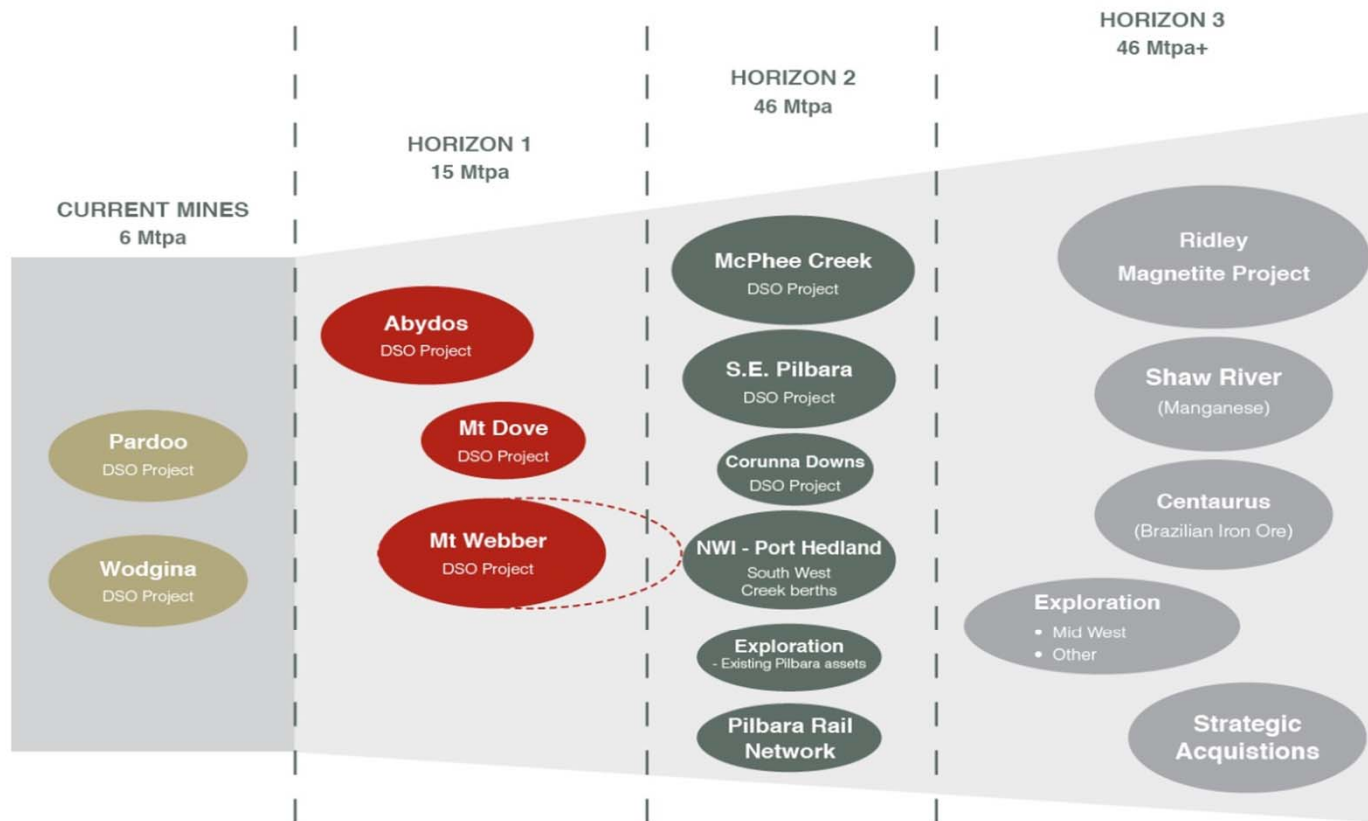 CURRENT MINES
6 Mtpa
Pardoo
DSO Project
Wodgina
DSO Project
HORIZON 1
15 Mtpa
Abydos
DSO Project
Mt Dove
DSO Project
Mt Webber
DSO Project
HORIZON 2
46 Mtpa
McPhee Creek
DSO Project
S.E. Pilbara
DSO Project
Corunna Downs
DSO Project
NWI - Port Hedland
South West
Creek berths
Exploration
- Existing Pilbara assets
Pilbara Rail
Network
HORIZON 3
46 Mtpa+
Ridley
Magnetite Project
Shaw River
(Manganese)
Centaurus
(Brazilian Iron Ore)
Exploration
• Mid West
• Other
Strategic
Acquistions